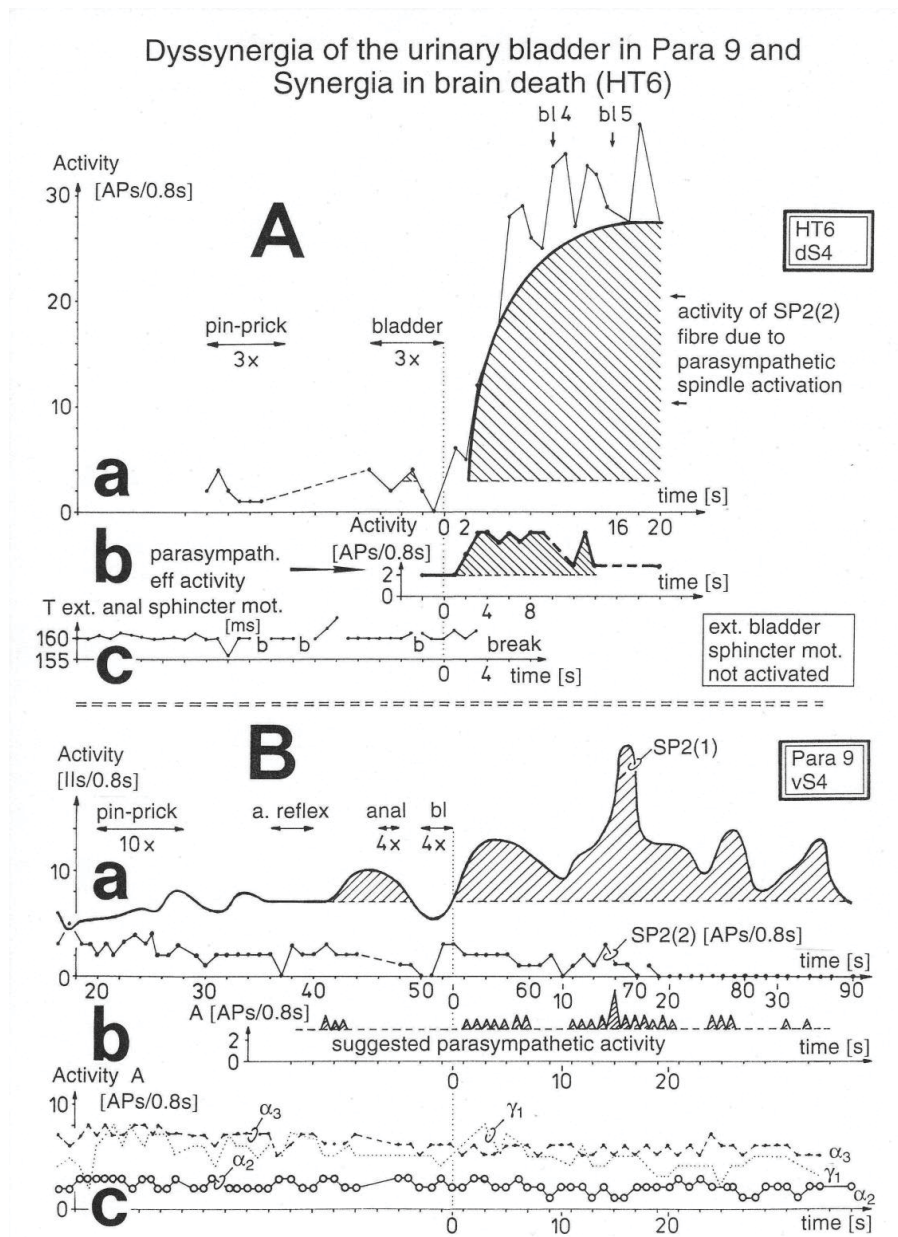 Dyssynergia of the urinary bladder in Para 9 and
Synergia in brain death (HT6)
bl 4 bl 5
Activity
[APs/0.8s]
30
A
HT6
dS4
20
pin-prick
3x
bladder
3x
activity of SP2(2)
fibre due to
parasympathetic
spindle activation
10
a
0
time [s]
0 2 16 20
b
parasympath.
eff activity
Activity
[APs/0.8s]
2
0
time [s]
0 4 8
T ext. anal sphincter mot.
[ms]
160
155
b b b
break
c
0 4 time [s]
ext. bladder
sphincter mot.
not activated
B
Activity
[IIs/0.8s]
SP2(1)
Para 9
vS4
pin-prick
10x
a. reflex
anal
4x
bl
4x
10
a
SP2(2) [APs/0.8s]
0
time [s]
20 30 40 50 0 60 10 70 20 80 30 90
b
A [APs/0.8s]
2
0
suggested parasympathetic activity
time [s]
0 10 20
Activity A
[APs/0.8s]
10
α3
γ1
α2
α3
γ1
α2
c
0
0 10 20 time [s]